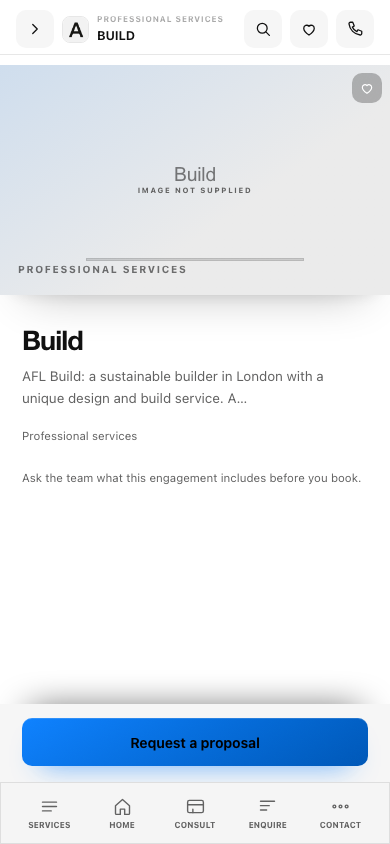 PROFESSIONAL SERVICES
A
BUILD
Build
IMAGE NOT SUPPLIED
PROFESSIONAL SERVICES
Build
AFL Build: a sustainable builder in London with a
unique design and build service. A...
Professional services
Ask the team what this engagement includes before you book.
Request a proposal
SERVICES
HOME
CONSULT
ENQUIRE
CONTACT